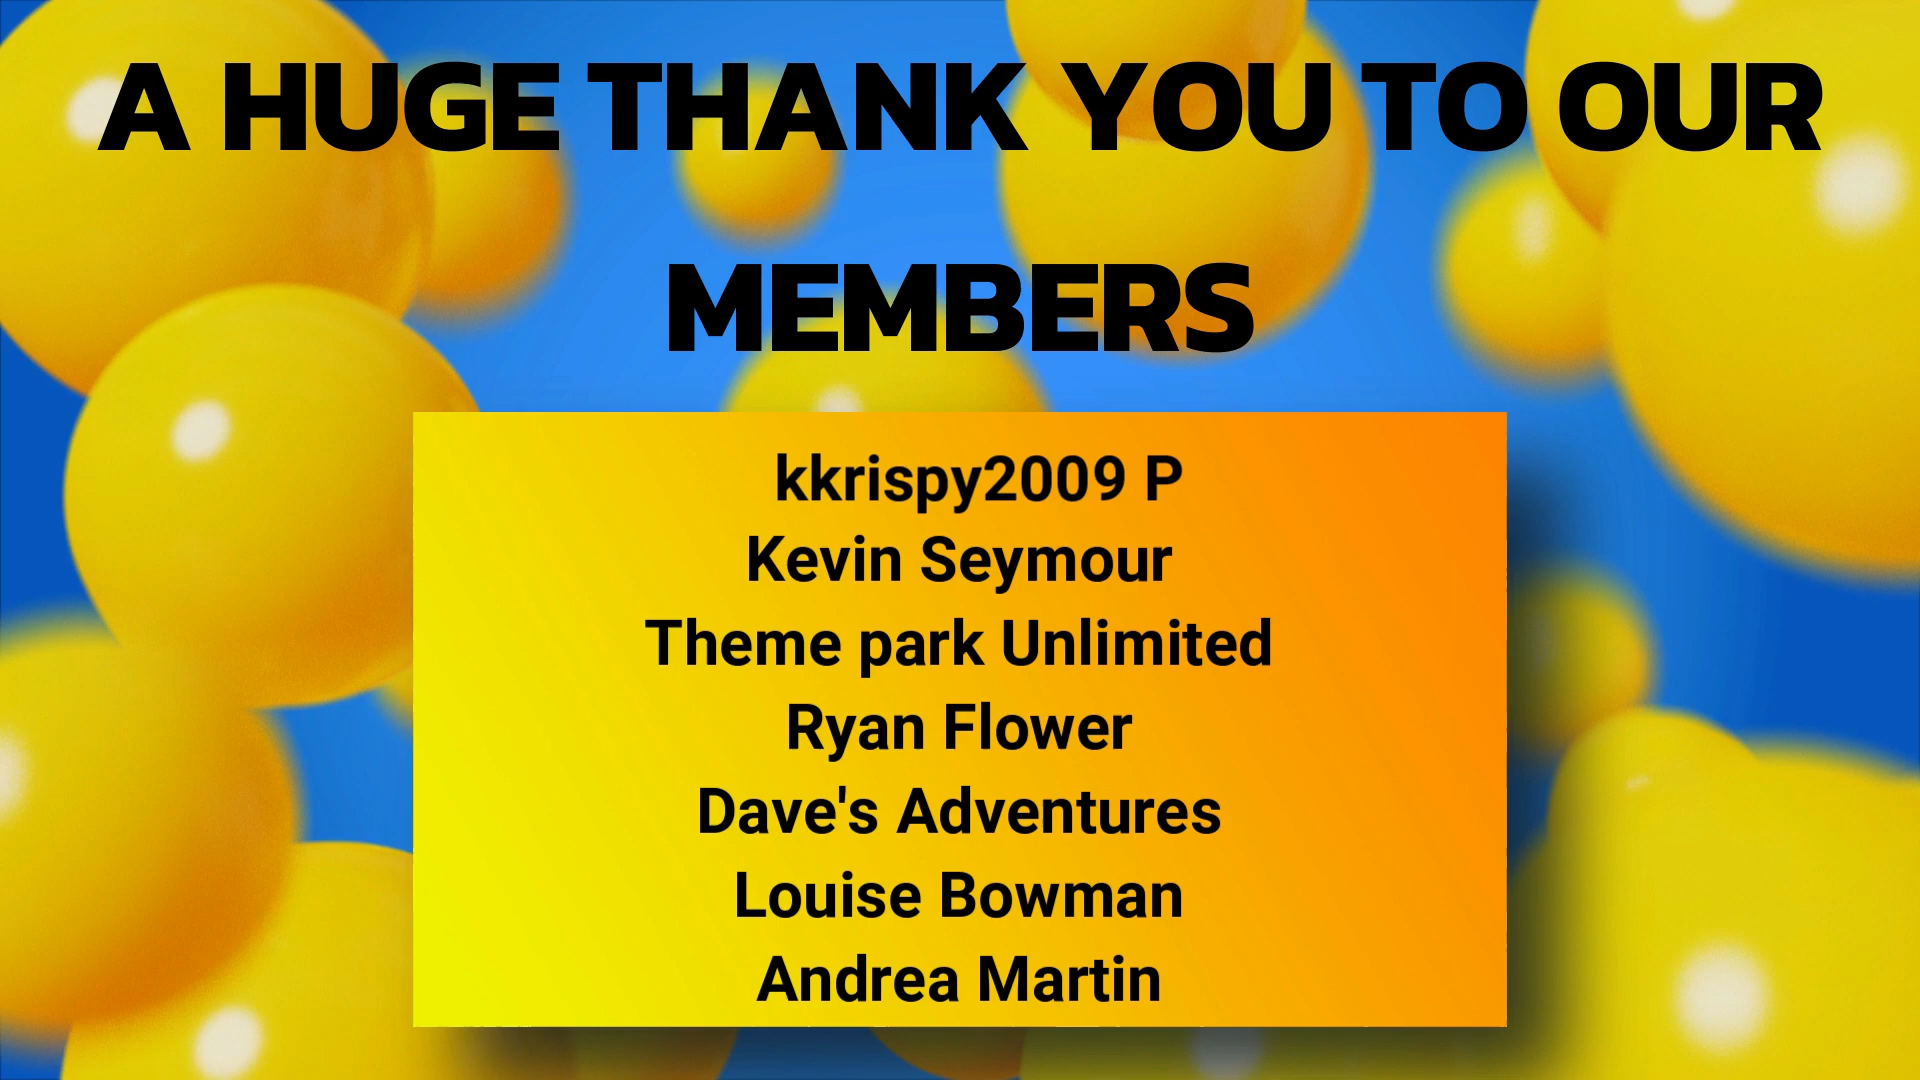 A HUGE THANK YOU TO OUR
MEMBERS
kkrispy2009 P
Kevin Seymour
Theme park Unlimited
Ryan Flower
Dave's Adventures
Louise Bowman
Andrea Martin